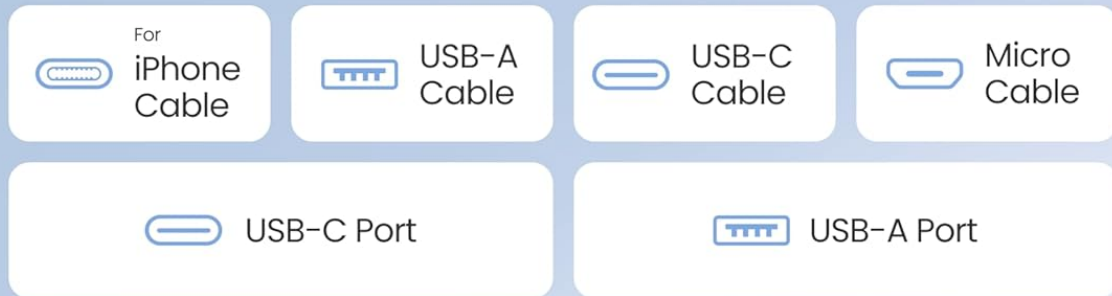 For
iPhone
Cable
USB-A
Cable
USB-C
Cable
Micro
Cable
USB-C Port
USB-A Port